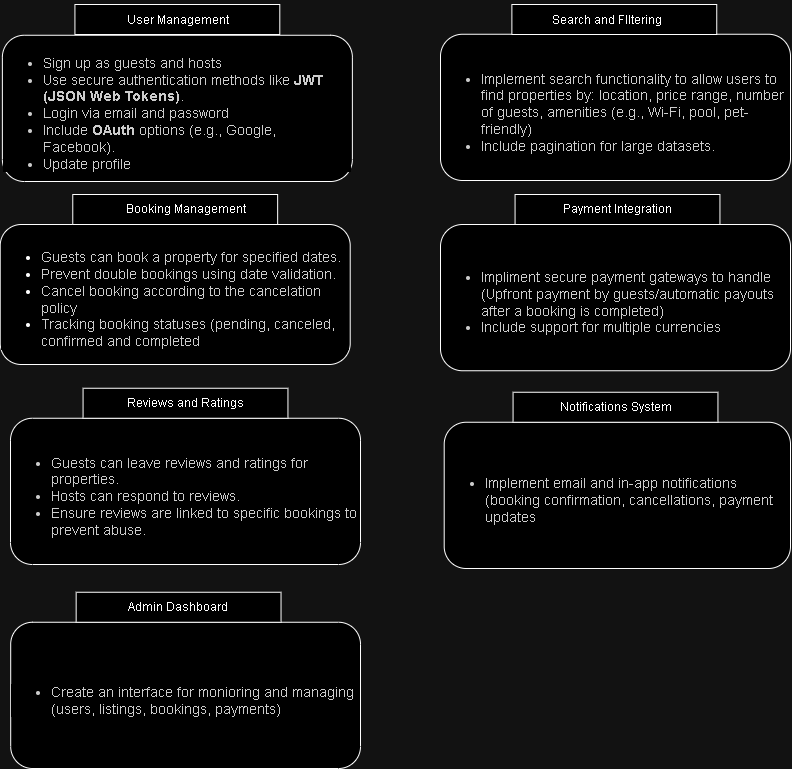 User Management
• Sign up as guests and hosts
• Use secure authentication methods like JWT
(JSON Web Tokens).
• Login via email and password
• Include OAuth options (e.g., Google,
Facebook).
• Update profile
Search and FIltering
• Implement search functionality to allow users to
find properties by: location, price range, number
of guests, amenities (e.g., Wi-Fi, pool, pet-
friendly)
• Include pagination for large datasets.
Booking Management
• Guests can book a property for specified dates.
• Prevent double bookings using date validation.
• Cancel booking according to the cancelation
policy
• Tracking booking statuses (pending, canceled,
confirmed and completed
Payment Integration
• Impliment secure payment gateways to handle
(Upfront payment by guests/automatic payouts
after a booking is completed)
• Include support for multiple currencies
Reviews and Ratings
• Guests can leave reviews and ratings for
properties.
• Hosts can respond to reviews.
• Ensure reviews are linked to specific bookings to
prevent abuse.
Notifications System
• Implement email and in-app notifications
(booking confirmation, cancellations, payment
updates
Admin Dashboard
• Create an interface for monioring and managing
(users, listings, bookings, payments)